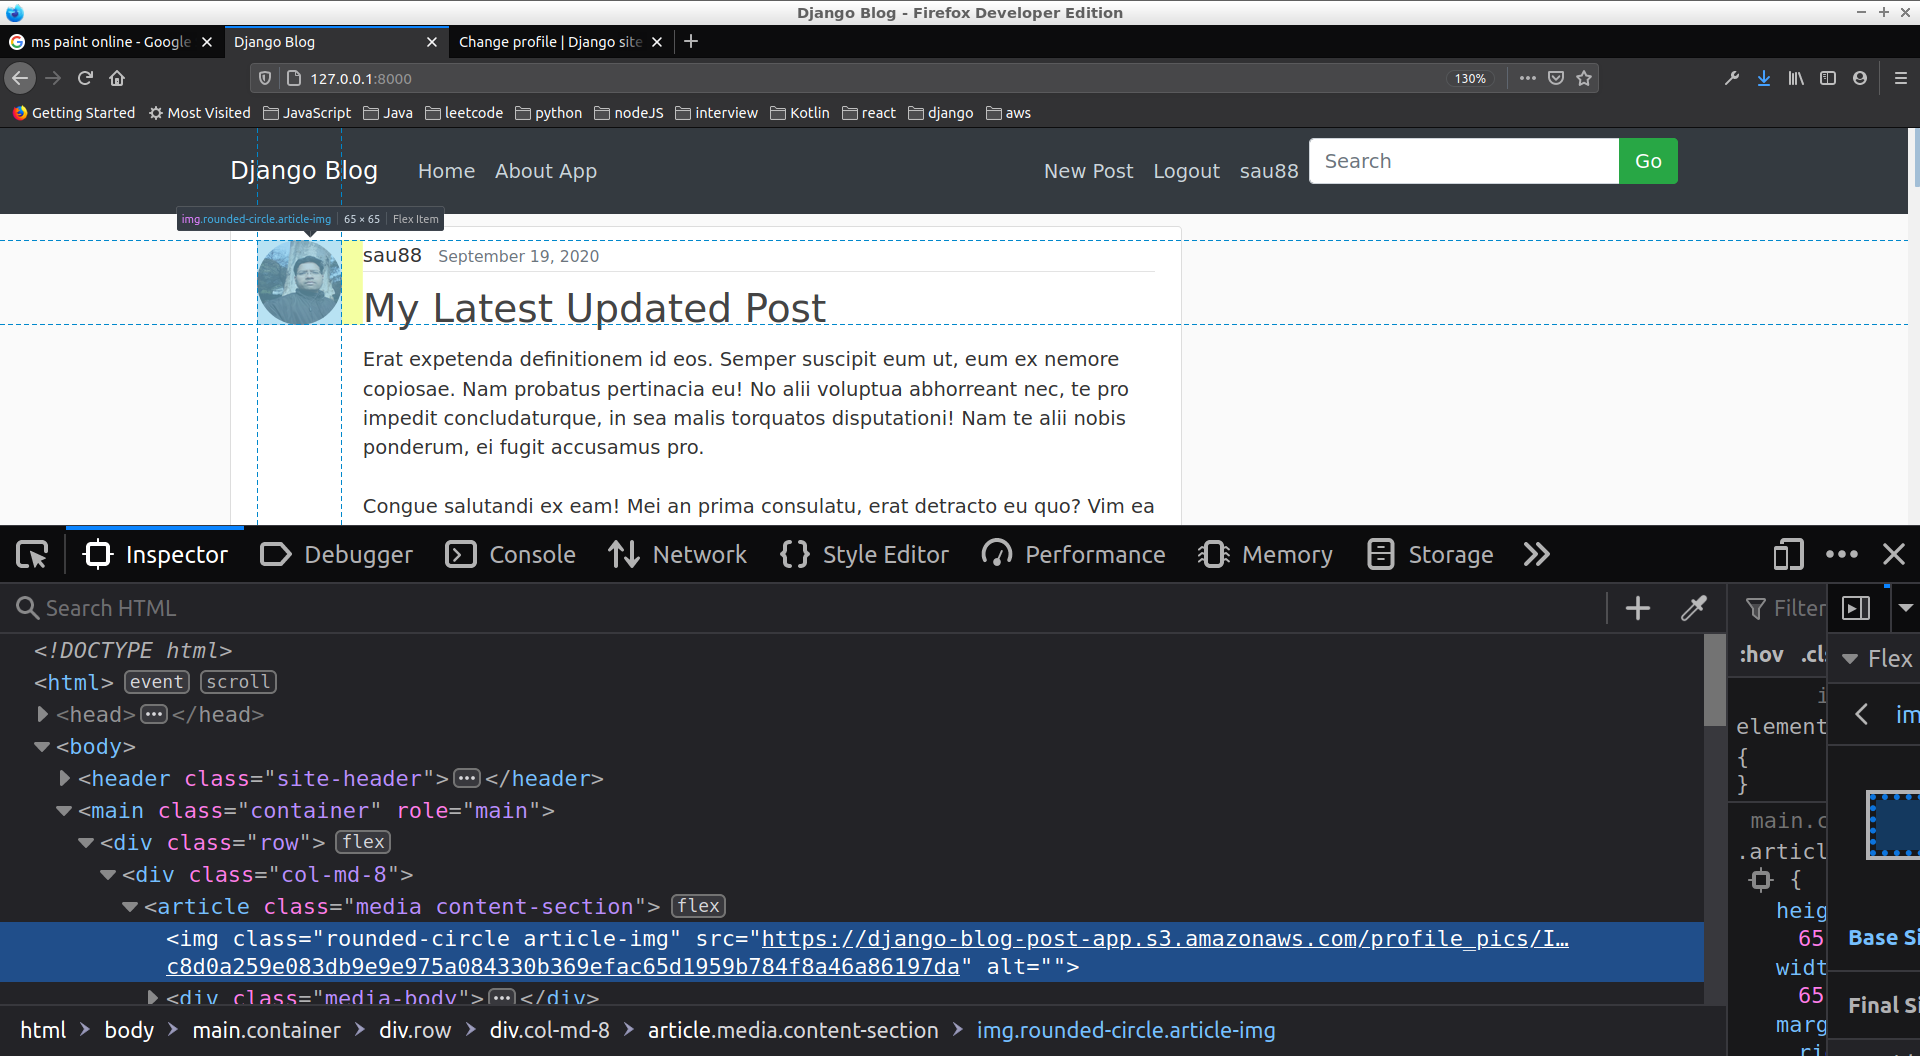 Django Blog - Firefox Developer Edition
ms paint online - Google
Django Blog
Change profile | Django site
127.0.0.1:8000
130%
Getting Started
Most Visited
JavaScript
Java
leetcode
python
nodeJS
interview
Kotlin
react
django
aws
Django Blog
Home
About App
New Post
Logout
sau88
Search
Go
img.rounded-circle.article-img
65 × 65
Flex Item
sau88
September 19, 2020
My Latest Updated Post
Erat expetenda definitionem id eos. Semper suscipit eum ut, eum ex nemore
copiosae. Nam probatus pertinacia eu! No alii voluptua abhorreant nec, te pro
impedit concludaturque, in sea malis torquatos disputationi! Nam te alii nobis
ponderum, ei fugit accusamus pro.
Congue salutandi ex eam! Mei an prima consulatu, erat detracto eu quo? Vim ea
Inspector
Debugger
Console
Network
Style Editor
Performance
Memory
Storage
Search HTML
<!DOCTYPE html>
<html> event scroll
<head>···</head>
<body>
<header class="site-header">···</header>
<main class="container" role="main">
<div class="row"> flex
<div class="col-md-8">
<article class="media content-section"> flex
<img class="rounded-circle article-img" src="https://django-blog-post-app.s3.amazonaws.com/profile_pics/I…
c8d0a259e083db9e9e975a084330b369efac65d1959b784f8a46a86197da" alt="">
<div class="media-body">···</div>
html
body
main.container
div.row
div.col-md-8
article.media.content-section
img.rounded-circle.article-img
Filter
:hov
.cl
element
{
}
main.c
.articl
{
heig
65
widt
65
marg
Flex
im
Base Si
Final Si